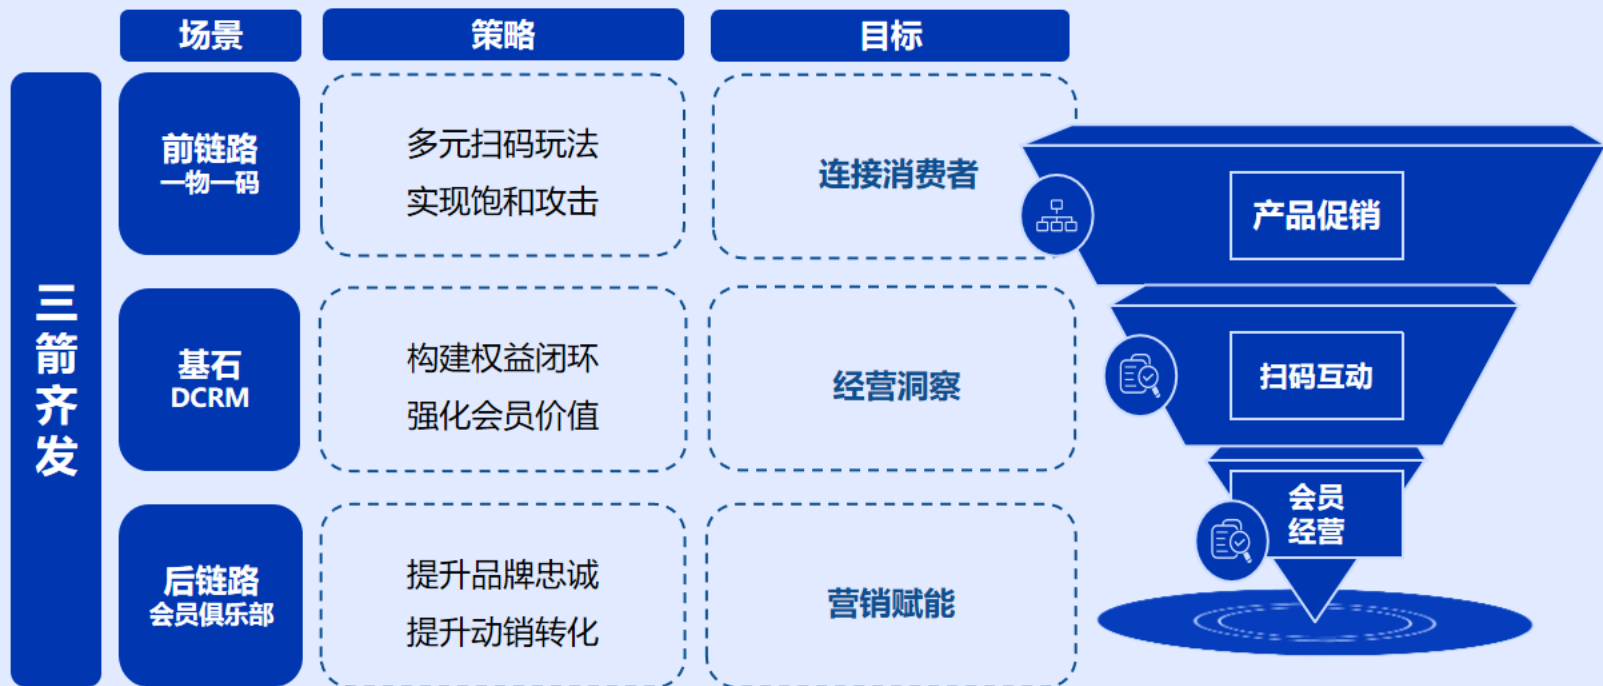 场景
策略
目标
三箭齐发
前链路
一物一码
多元扫码玩法
实现饱和攻击
连接消费者
产品促销
基石
DCRM
构建权益闭环
强化会员价值
经营洞察
扫码互动
后链路
会员俱乐部
提升品牌忠诚
提升动销转化
营销赋能
会员
经营